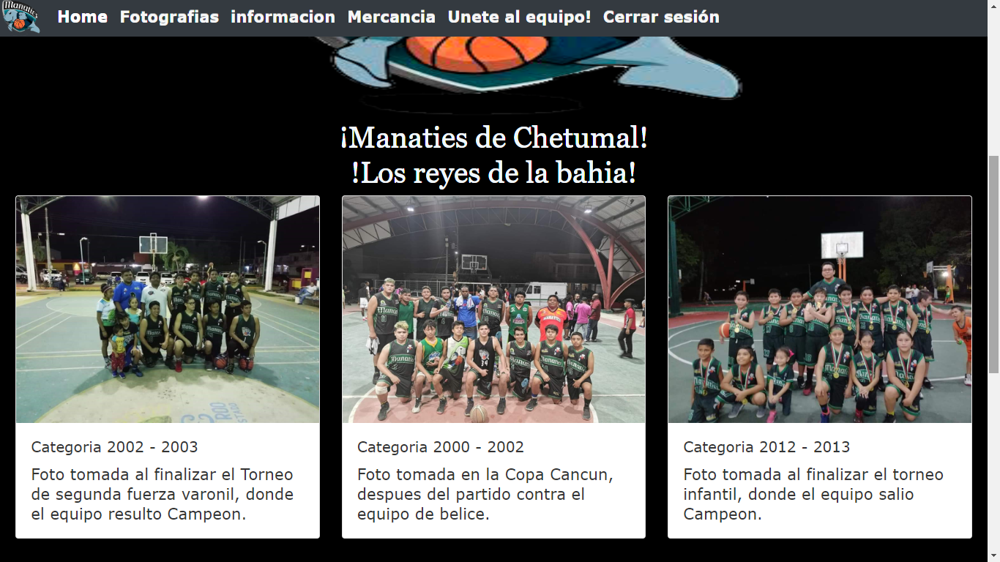 Manaties
Home Fotografias informacion Mercancia Unete al equipo! Cerrar sesión
¡Manaties de Chetumal!
!Los reyes de la bahia!
MANATIES
Categoria 2002 - 2003
Foto tomada al finalizar el Torneo
de segunda fuerza varonil, donde
el equipo resulto Campeon.
Categoria 2000 - 2002
Foto tomada en la Copa Cancun,
despues del partido contra el
equipo de belice.
Categoria 2012 - 2013
Foto tomada al finalizar el torneo
infantil, donde el equipo salio
Campeon.